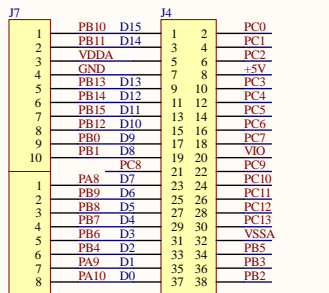 J7 J4
1 PB10 D15 1 2 PC0
2 PB11 D14 3 4 PC1
3 VDDA 5 6 PC2
4 GND 7 8 +5V
5 PB13 D13 9 10 PC3
6 PB14 D12 11 12 PC4
7 PB15 D11 13 14 PC5
8 PB12 D10 15 16 PC6
9 PB0 D9 17 18 PC7
10 PB1 D8 19 20 VIO
PC8 21 22 PC9
1 PA8 D7 23 24 PC10
2 PB9 D6 25 26 PC11
3 PB8 D5 27 28 PC12
4 PB7 D4 29 30 PC13
5 PB6 D3 31 32 VSSA
6 PB4 D2 33 34 PB5
7 PA9 D1 35 36 PB3
8 PA10 D0 37 38 PB2